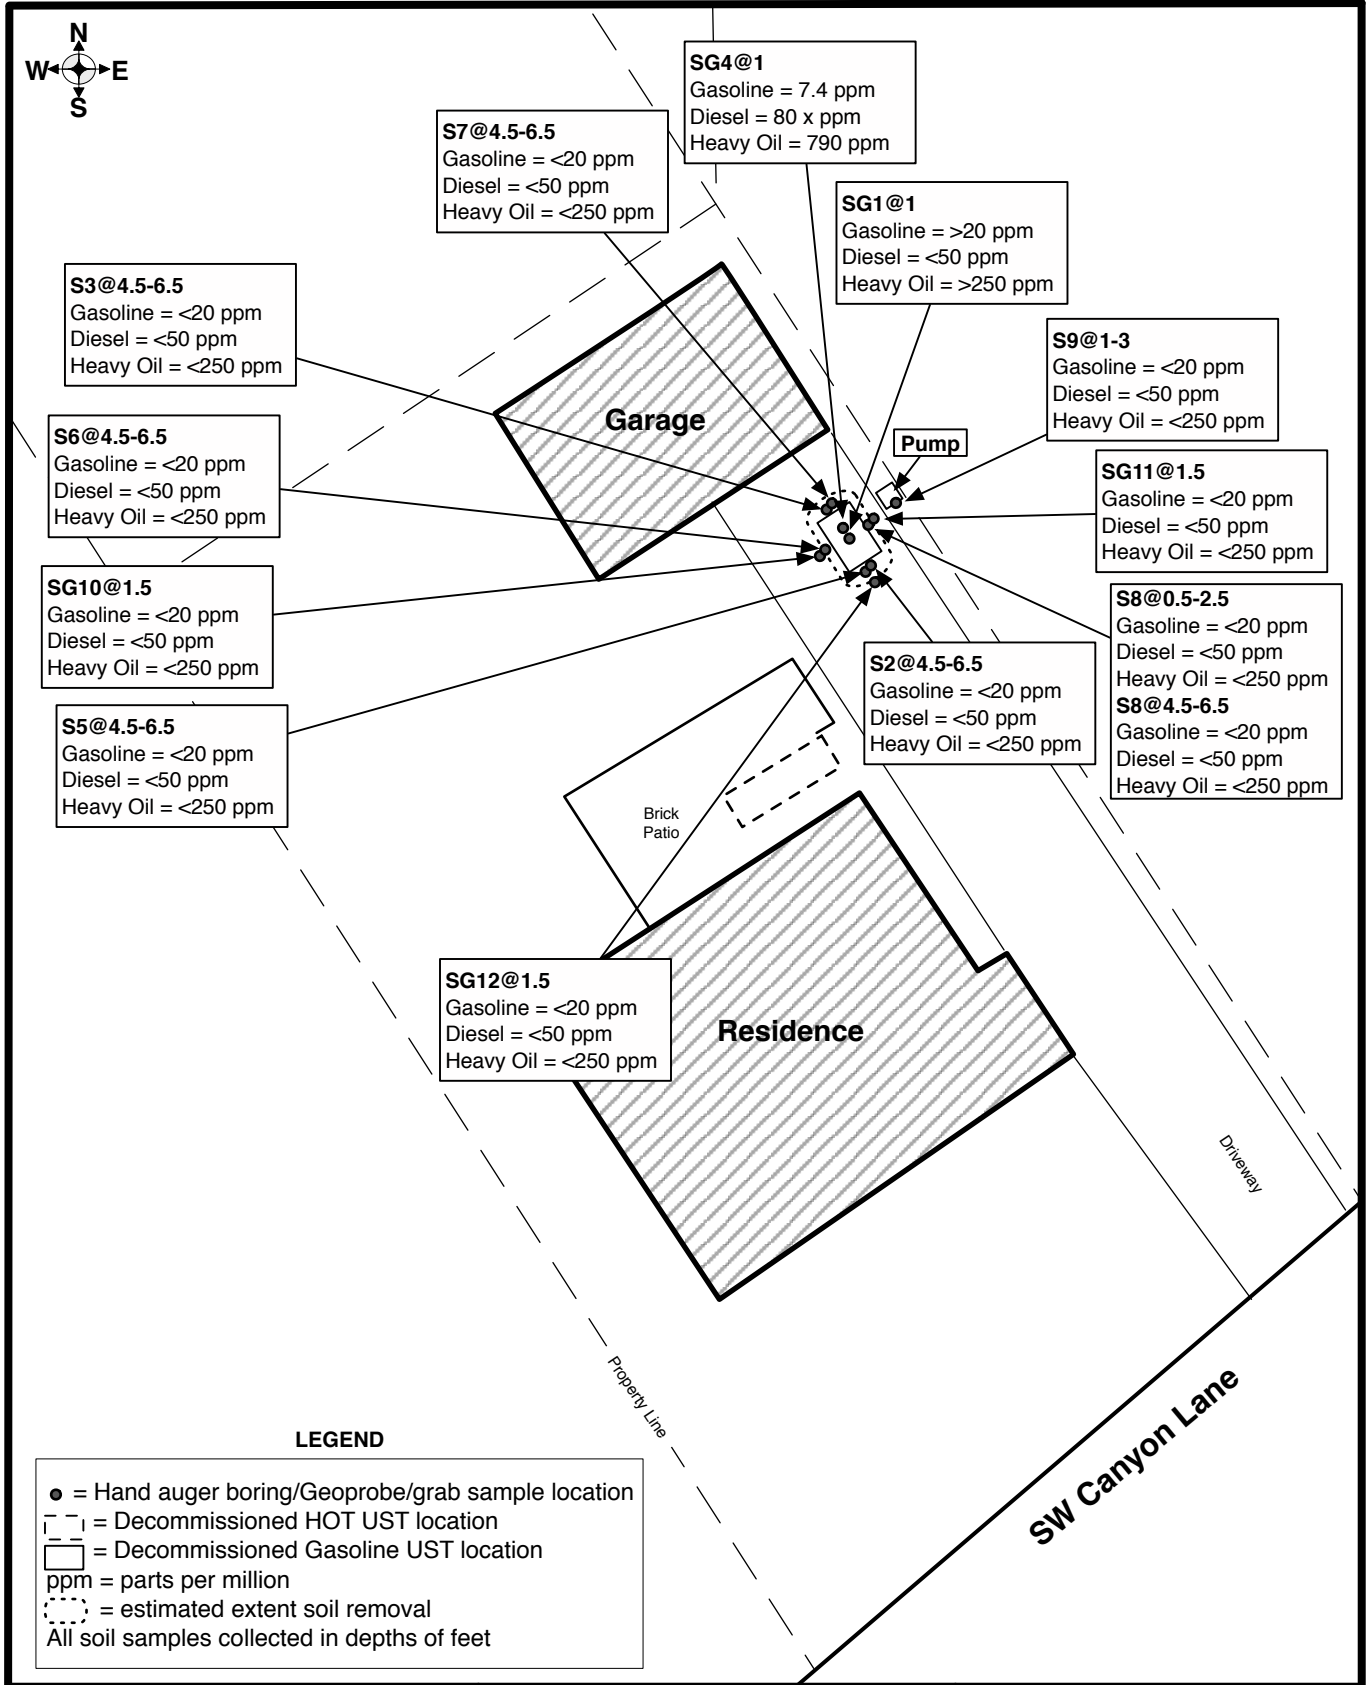 N
W E
S
SG4@1
Gasoline = 7.4 ppm
Diesel = 80 x ppm
Heavy Oil = 790 ppm
S7@4.5-6.5
Gasoline = <20 ppm
Diesel = <50 ppm
Heavy Oil = <250 ppm
SG1@1
Gasoline = >20 ppm
Diesel = <50 ppm
Heavy Oil = >250 ppm
S3@4.5-6.5
Gasoline = <20 ppm
Diesel = <50 ppm
Heavy Oil = <250 ppm
S9@1-3
Gasoline = <20 ppm
Diesel = <50 ppm
Heavy Oil = <250 ppm
Garage
Pump
S6@4.5-6.5
Gasoline = <20 ppm
Diesel = <50 ppm
Heavy Oil = <250 ppm
SG11@1.5
Gasoline = <20 ppm
Diesel = <50 ppm
Heavy Oil = <250 ppm
SG10@1.5
Gasoline = <20 ppm
Diesel = <50 ppm
Heavy Oil = <250 ppm
S8@0.5-2.5
Gasoline = <20 ppm
Diesel = <50 ppm
Heavy Oil = <250 ppm
S8@4.5-6.5
Gasoline = <20 ppm
Diesel = <50 ppm
Heavy Oil = <250 ppm
S2@4.5-6.5
Gasoline = <20 ppm
Diesel = <50 ppm
Heavy Oil = <250 ppm
S5@4.5-6.5
Gasoline = <20 ppm
Diesel = <50 ppm
Heavy Oil = <250 ppm
Brick
Patio
SG12@1.5
Gasoline = <20 ppm
Diesel = <50 ppm
Heavy Oil = <250 ppm
Residence
Driveway
Property Line
SW Canyon Lane
LEGEND
= Hand auger boring/Geoprobe/grab sample location
= Decommissioned HOT UST location
= Decommissioned Gasoline UST location
ppm = parts per million
= estimated extent soil removal
All soil samples collected in depths of feet